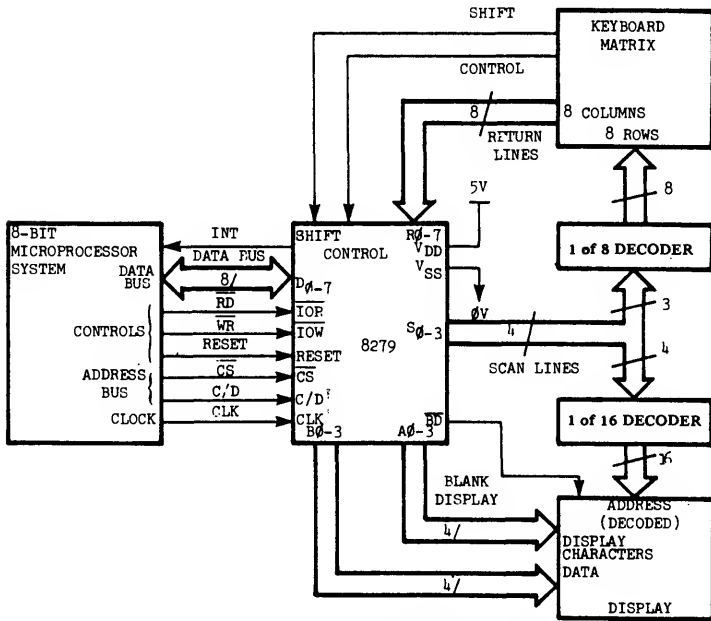 SHIFT
KEYBOARD
MATRIX
CONTROL
8
8 COLUMNS
8 ROWS
RETURN
LINES
5V
8
8-BIT
MICROPROCESSOR
SYSTEM
INT
SHIFT
RØ-7
VDD
1 of 8 DECODER
DATA BUS
CONTROL
VSS
DATA
BUS
8/
DØ-7
3
RD
IOR
ØV
CONTROLS
WR
IOW
8279
SØ-3
4
4
RESET
RESET
SCAN LINES
ADDRESS
BUS
CS
CS
C/D
C/D
1 of 16 DECODER
CLOCK
CLK
CLK
BD
BØ-3
AØ-3
16
BLANK
DISPLAY
ADDRESS
(DECODED)
4/
DISPLAY
CHARACTERS
DATA
4/
DISPLAY